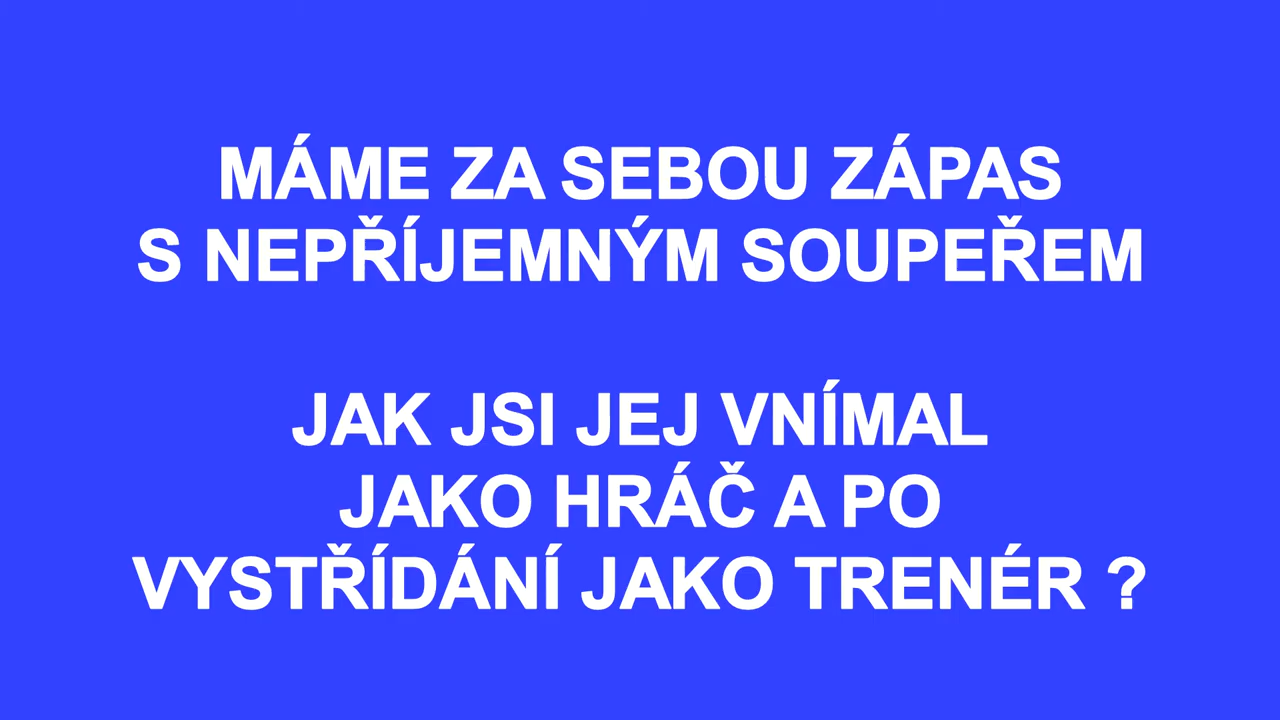 MÁME ZA SEBOU ZÁPAS
S NEPŘÍJEMNÝM SOUPEŘEM
JAK JSI JEJ VNÍMAL
JAKO HRÁČ A PO
VYSTŘÍDÁNÍ JAKO TRENÉR ?